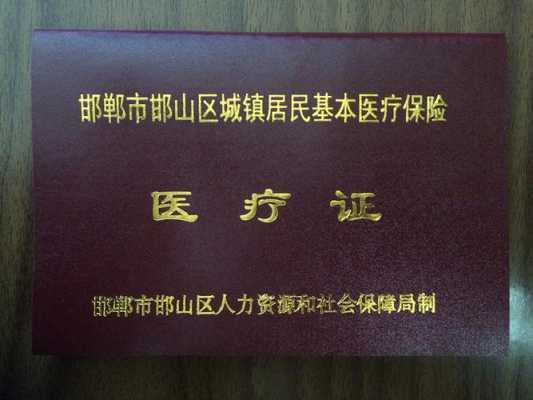 邯郸市邯山区城镇居民基本医疗保险
医疗证
邯郸市邯山区人力资源和社会保障局制